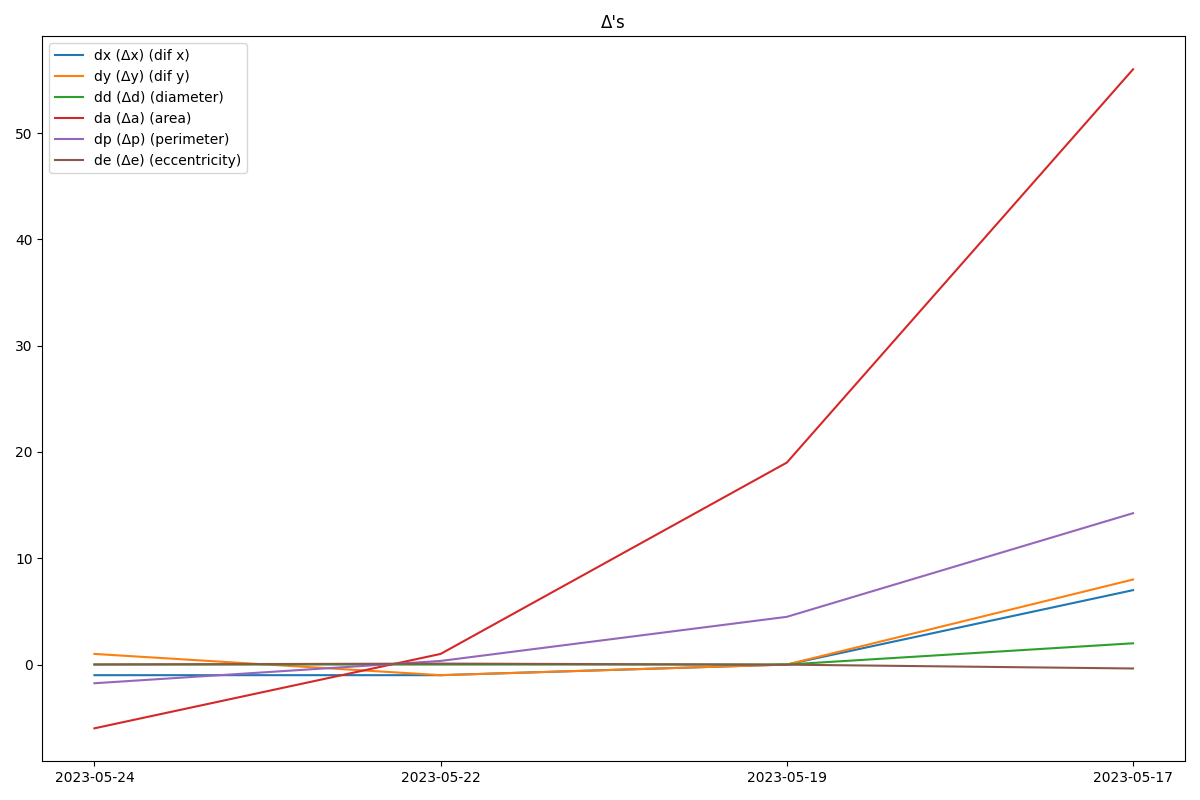 Δ's
dx (Δx) (dif x)
dy (Δy) (dif y)
dd (Δd) (diameter)
da (Δa) (area)
dp (Δp) (perimeter)
de (Δe) (eccentricity)
50
40
30
20
10
0
2023-05-24 2023-05-22 2023-05-19 2023-05-17